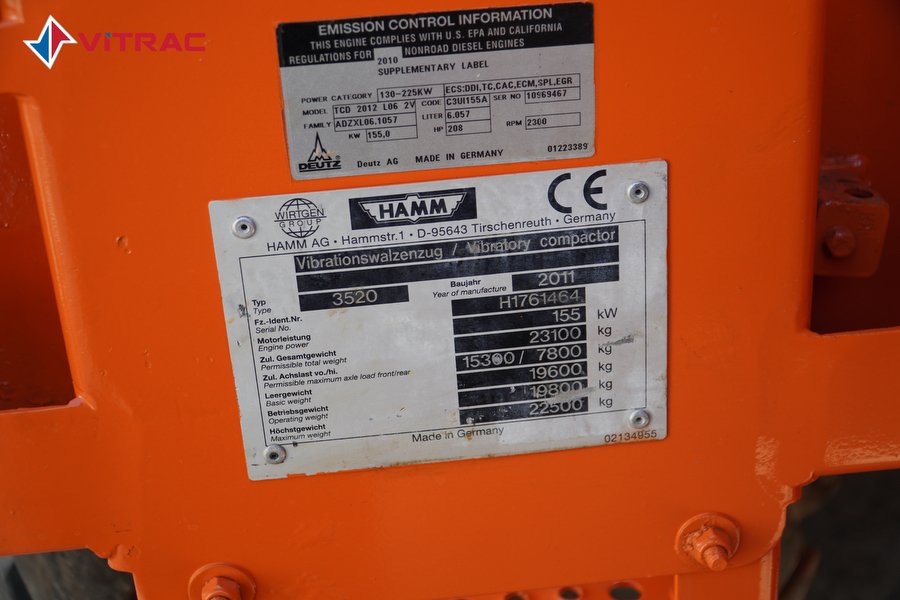 VITRAC
EMISSION CONTROL INFORMATION
THIS ENGINE COMPLIES WITH U.S. EPA AND CALIFORNIA
REGULATIONS FOR 2010 NONROAD DIESEL ENGINES
SUPPLEMENTARY LABEL
POWER CATEGORY 130-225KW ECS:DDI,TC,CAC,ECM,SPL,EGR
MODEL TCD 2012 L06 2V CODE C3UI155A SER NO 10969467
FAMILY ADZXL06.1057 LITER 6.057
KW 155,0 HP 208 RPM 2300
DEUTZ Deutz AG MADE IN GERMANY 01223389
WIRTGEN GROUP HAMM CE
HAMM AG • Hammstr.1 • D-95643 Tirschenreuth • Germany
Vibrationswalzenzug / Vibratory compactor
Typ Type 3520 Baujahr Year of manufacture 2011
Fz.-Ident.Nr. H1761464
Serial No.
Motorleistung 155 kW
Engine power
Zul. Gesamtgewicht 23100 kg
Permissible total weight
Zul. Achslast vo./hi. 15300 / 7800 kg
Permissible maximum axle load front/rear
Leergewicht 19600 kg
Basic weight
Betriebsgewicht 19800 kg
Operating weight
Höchstgewicht 22500 kg
Maximum weight
Made in Germany
02134955